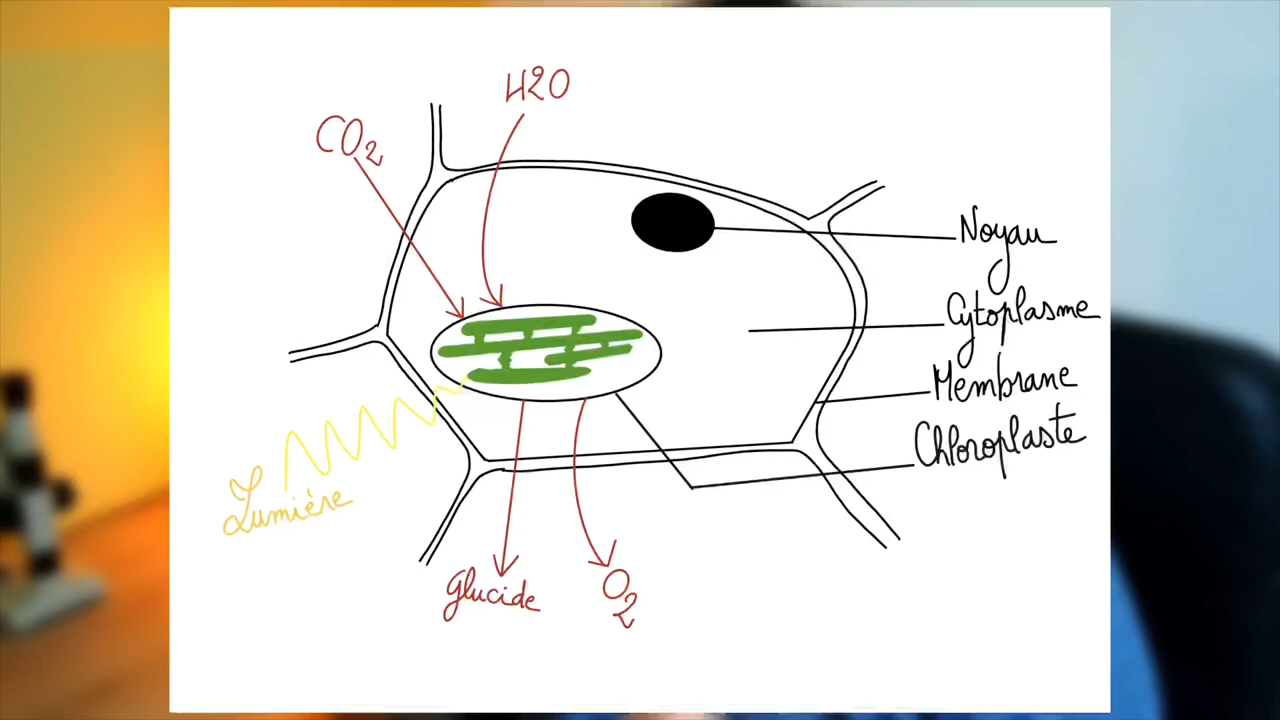 H2O
CO2
Noyau
Cytoplasme
Membrane
Chloroplaste
Lumière
glucide
O2